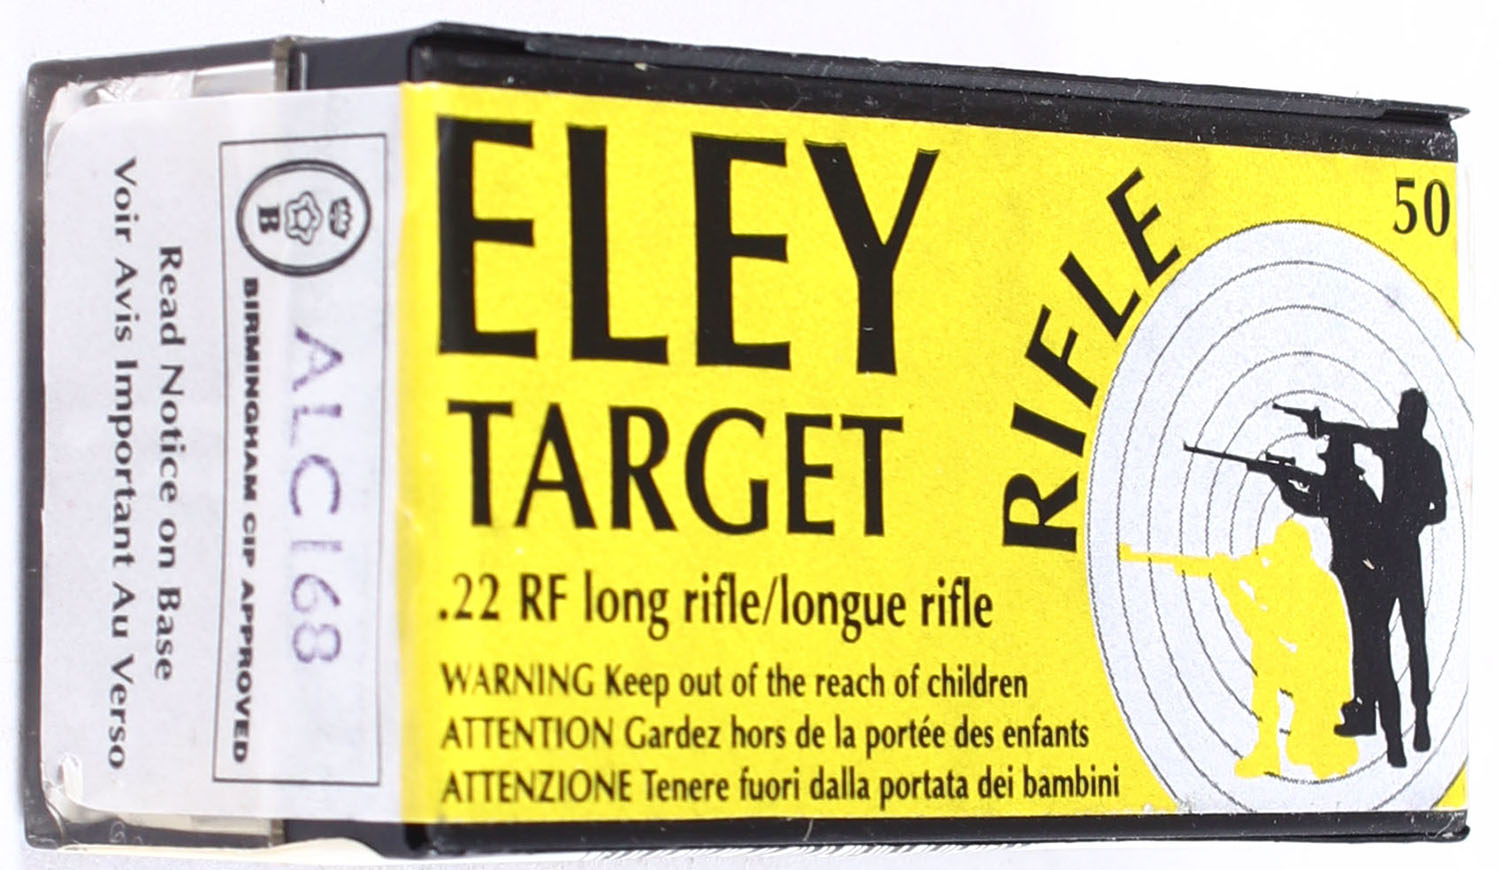 ELEY
TARGET
RIFLE
50
.22 RF long rifle/longue rifle
WARNING Keep out of the reach of children
ATTENTION Gardez hors de la portée des enfants
ATTENZIONE Tenere fuori dalla portata dei bambini
B
ALCI68
BIRMINGHAM CIP APPROVED
Read Notice on Base
Voir Avis Important Au Verso